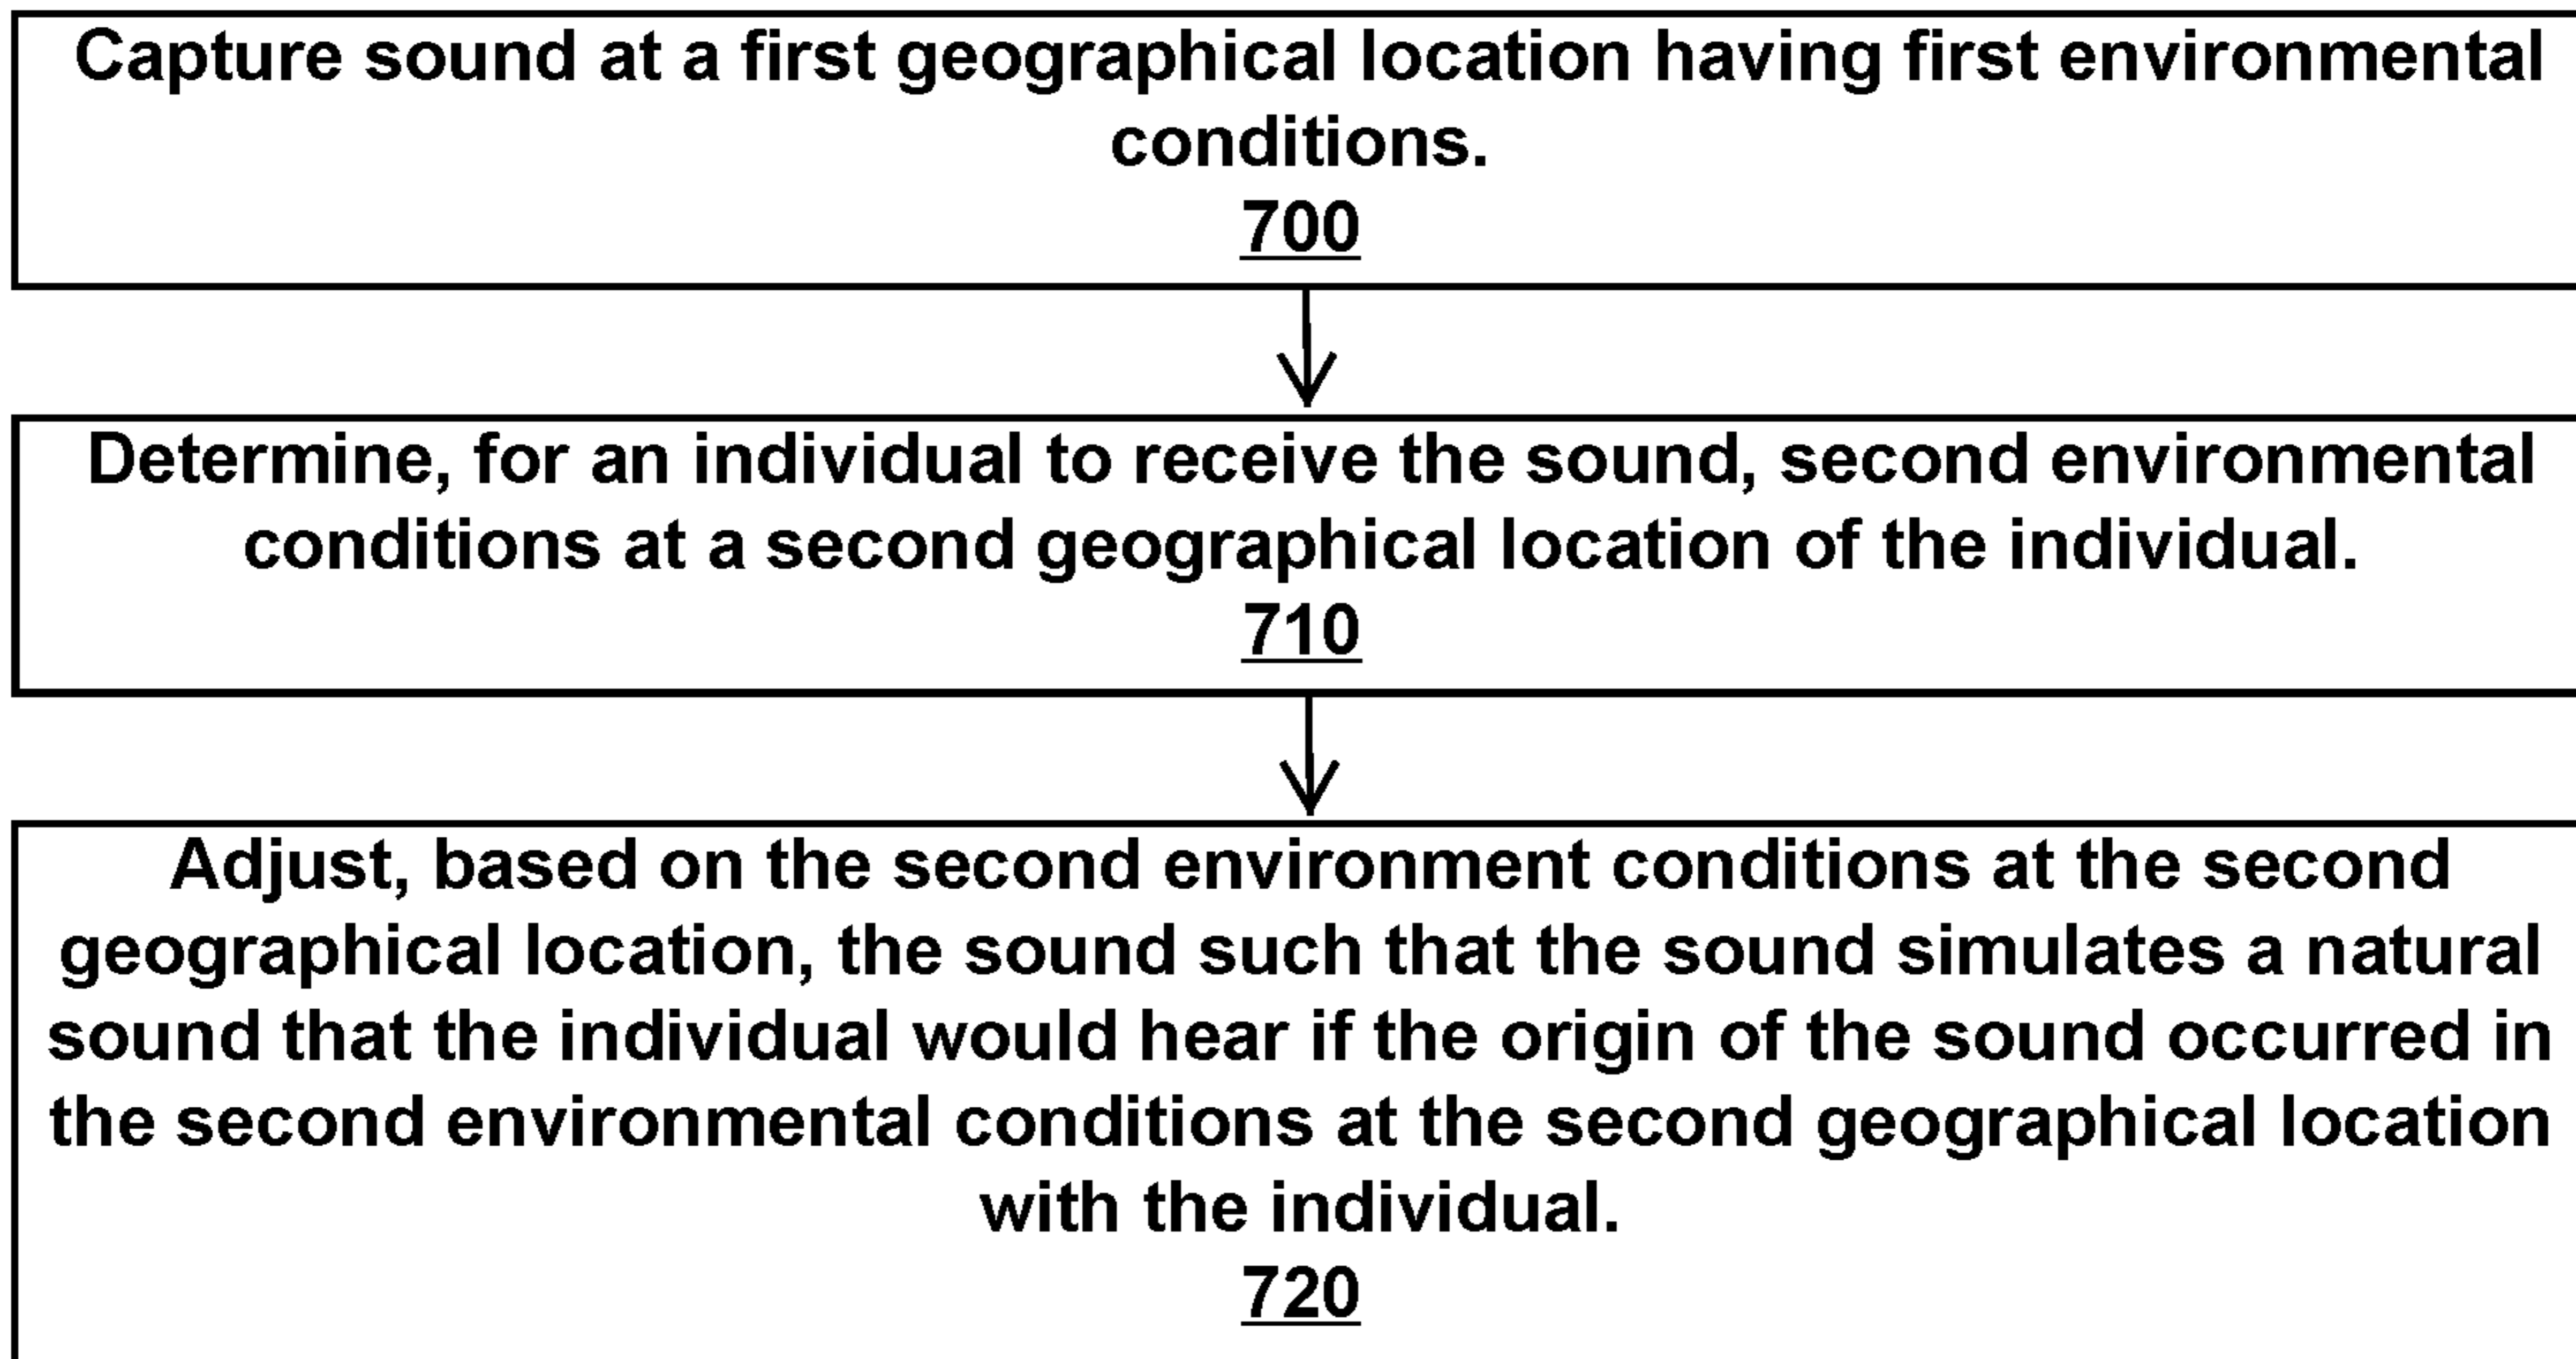 Capture sound at a first geographical location having first environmental
conditions.
700
Determine, for an individual to receive the sound, second environmental
conditions at a second geographical location of the individual.
710
Adjust, based on the second environment conditions at the second
geographical location, the sound such that the sound simulates a natural
sound that the individual would hear if the origin of the sound occurred in
the second environmental conditions at the second geographical location
with the individual.
720